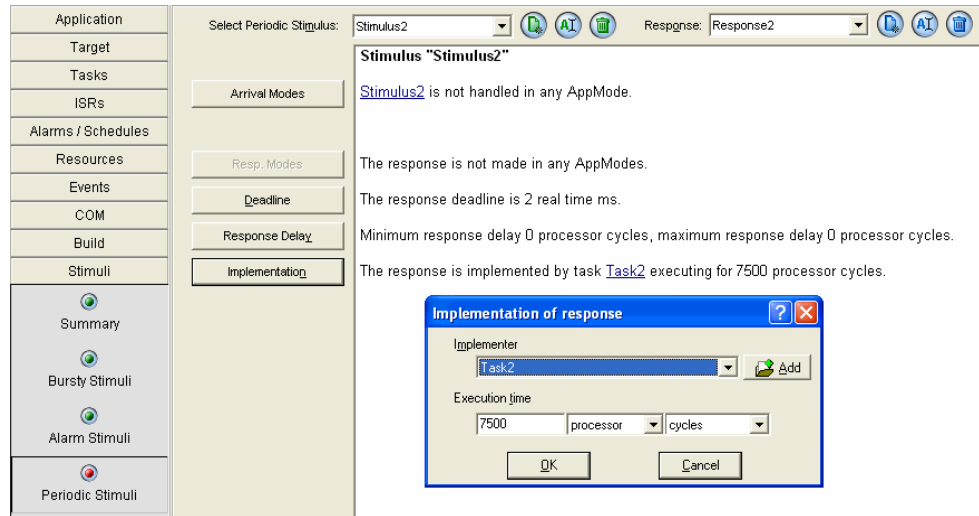 Application
Target
Tasks
ISRs
Alarms / Schedules
Resources
Events
COM
Build
Stimuli
Summary
Bursty Stimuli
Alarm Stimuli
Periodic Stimuli
Select Periodic Stimulus: Stimulus2 AI Response: Response2 AI
Stimulus "Stimulus2"
Arrival Modes Stimulus2 is not handled in any AppMode.
Resp. Modes The response is not made in any AppModes.
Deadline The response deadline is 2 real time ms.
Response Delay Minimum response delay 0 processor cycles, maximum response delay 0 processor cycles.
Implementation The response is implemented by task Task2 executing for 7500 processor cycles.
Implementation of response ? X
Implementer
Task2 Add
Execution time
7500 processor cycles
OK Cancel